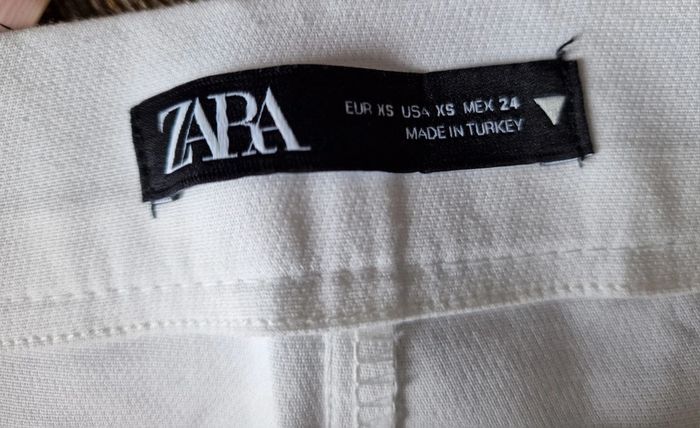 ZARA
EUR XS USA XS MEX 24
MADE IN TURKEY